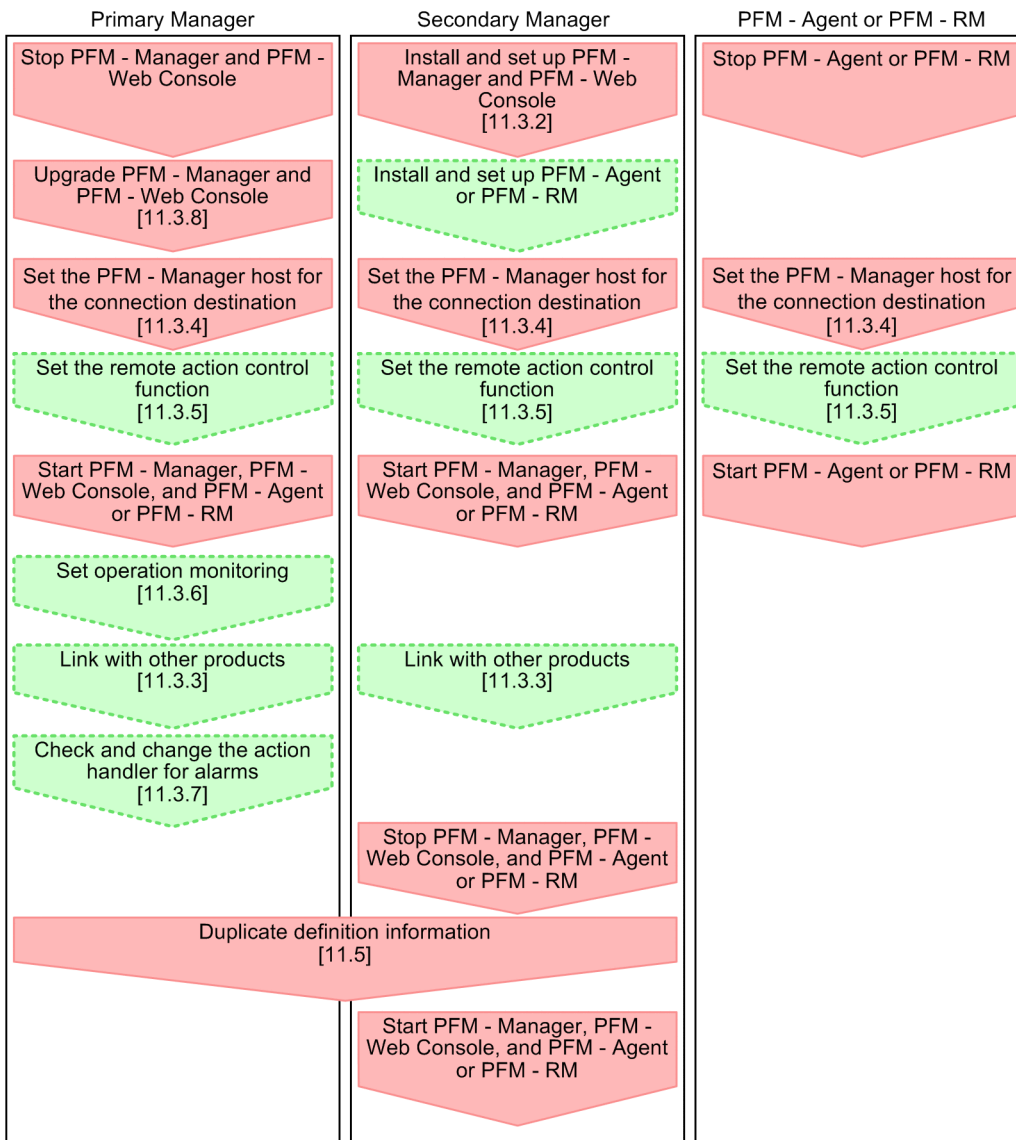 Primary Manager
Secondary Manager
PFM - Agent or PFM - RM
Stop PFM - Manager and PFM -
Web Console
Install and set up PFM -
Manager and PFM - Web
Console
[11.3.2]
Stop PFM - Agent or PFM - RM
Upgrade PFM - Manager and
PFM - Web Console
[11.3.8]
Install and set up PFM - Agent
or PFM - RM
Set the PFM - Manager host for
the connection destination
[11.3.4]
Set the PFM - Manager host for
the connection destination
[11.3.4]
Set the PFM - Manager host for
the connection destination
[11.3.4]
Set the remote action control
function
[11.3.5]
Set the remote action control
function
[11.3.5]
Set the remote action control
function
[11.3.5]
Start PFM - Manager, PFM -
Web Console, and PFM - Agent
or PFM - RM
Start PFM - Manager, PFM -
Web Console, and PFM - Agent
or PFM - RM
Start PFM - Agent or PFM - RM
Set operation monitoring
[11.3.6]
Link with other products
[11.3.3]
Link with other products
[11.3.3]
Check and change the action
handler for alarms
[11.3.7]
Stop PFM - Manager, PFM -
Web Console, and PFM - Agent
or PFM - RM
Duplicate definition information
[11.5]
Start PFM - Manager, PFM -
Web Console, and PFM - Agent
or PFM - RM